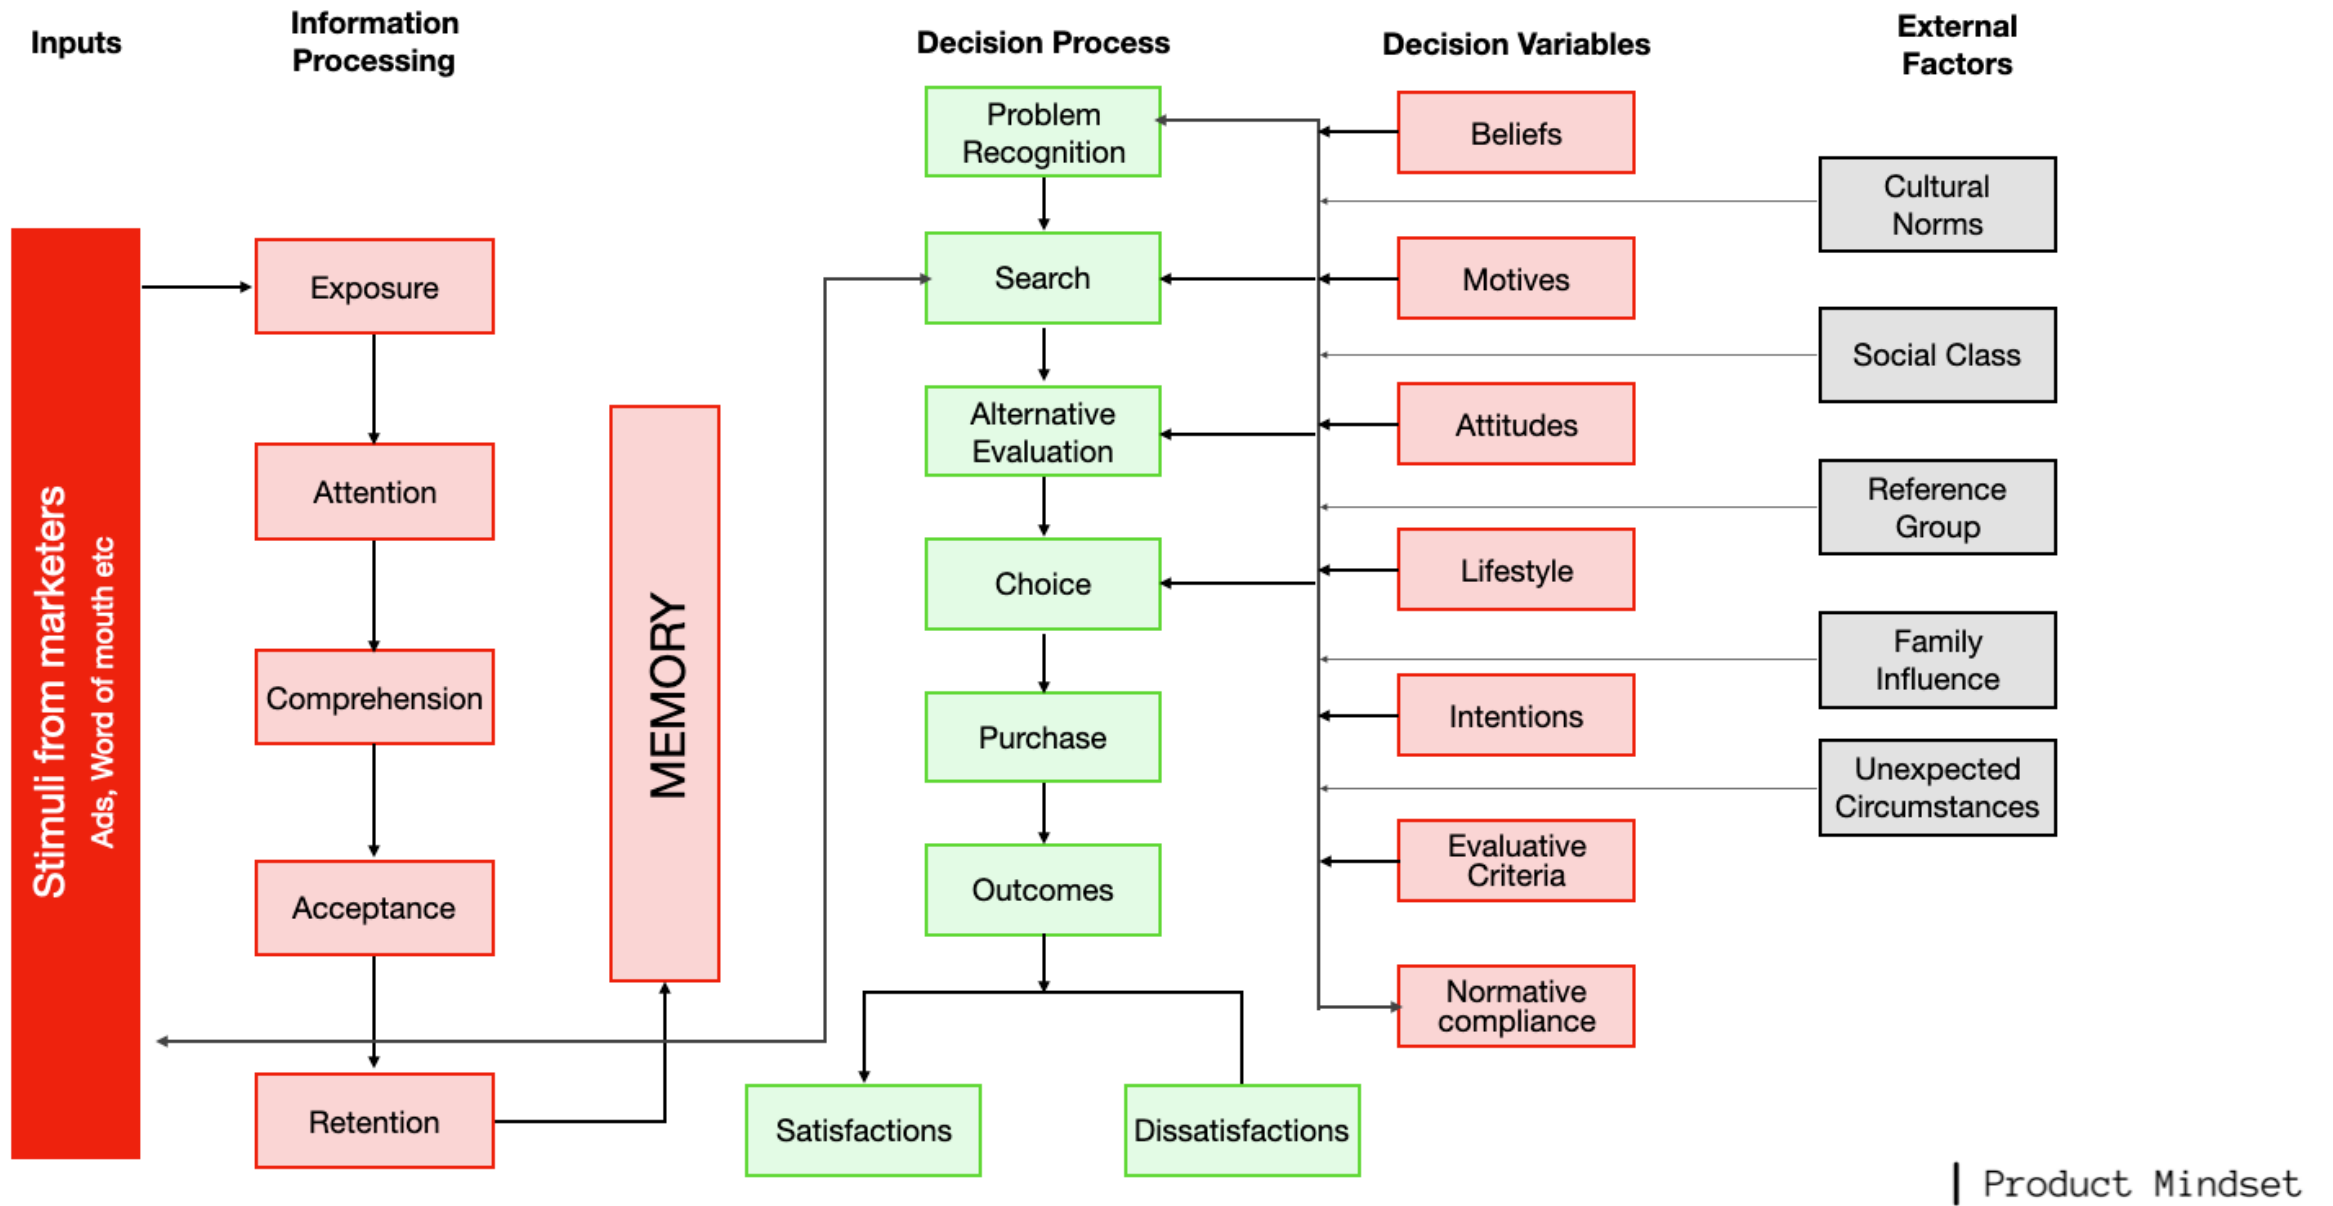 Inputs
Information
Processing
Decision Process
Decision Variables
External
Factors
Stimuli from marketers
Ads, Word of mouth etc
Exposure
Attention
Comprehension
Acceptance
Retention
MEMORY
Problem
Recognition
Search
Alternative
Evaluation
Choice
Purchase
Outcomes
Satisfactions
Dissatisfactions
Beliefs
Motives
Attitudes
Lifestyle
Intentions
Evaluative
Criteria
Normative
compliance
Cultural
Norms
Social Class
Reference
Group
Family
Influence
Unexpected
Circumstances
| Product Mindset